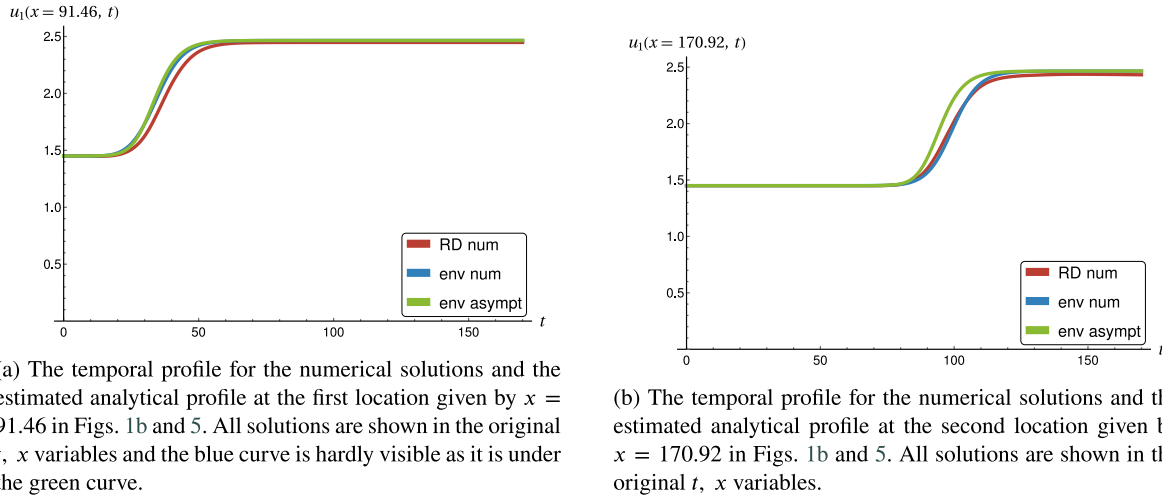 u₁(x = 91.46, t)
2.5
2.0
1.5
1.0
0.5
0
50
100
150
t
RD num
env num
env asympt
(a) The temporal profile for the numerical solutions and the
estimated analytical profile at the first location given by x =
91.46 in Figs. 1b and 5. All solutions are shown in the original
, x variables and the blue curve is hardly visible as it is under
the green curve.
u₁(x = 170.92, t)
2.5
2.0
1.5
1.0
0.5
0
50
100
150
t
RD num
env num
env asympt
(b) The temporal profile for the numerical solutions and th
estimated analytical profile at the second location given b
x = 170.92 in Figs. 1b and 5. All solutions are shown in th
original t, x variables.